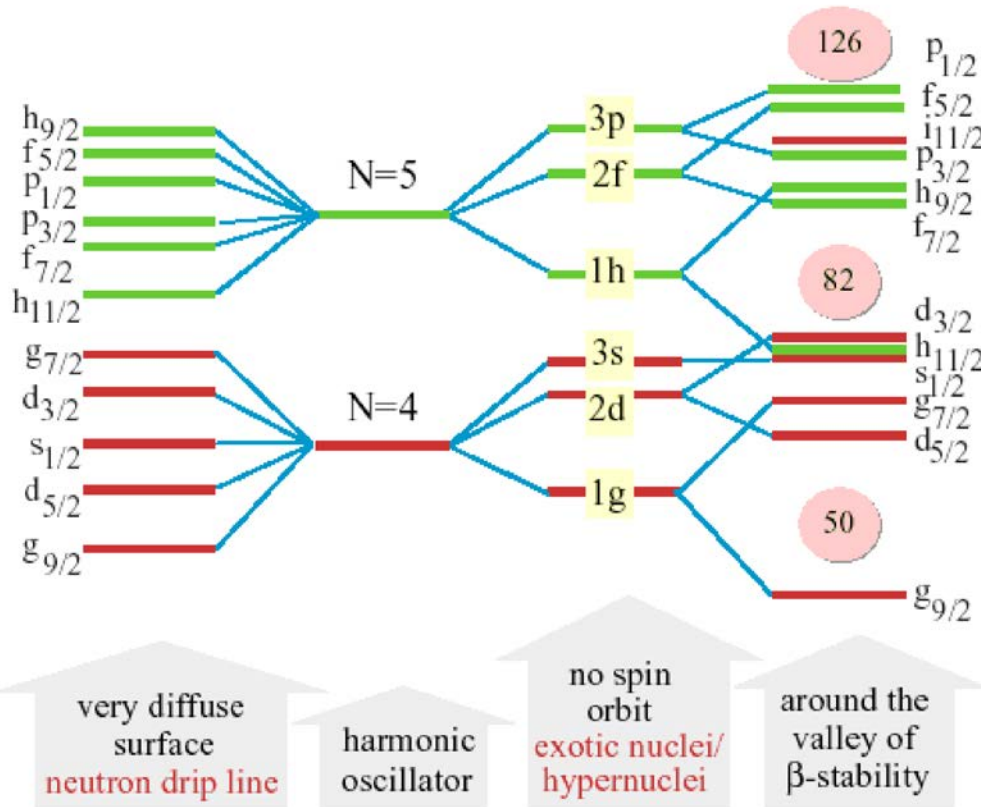 h9/2
f5/2
p1/2
p3/2
f7/2
h11/2
g7/2
d3/2
s1/2
d5/2
g9/2
N=5
N=4
3p
2f
1h
3s
2d
1g
126
p1/2
f5/2
i11/2
p3/2
h9/2
f7/2
82
d3/2
h11/2
s1/2
g7/2
d5/2
50
g9/2
very diffuse
surface
neutron drip line
harmonic
oscillator
no spin
orbit
exotic nuclei/
hypernuclei
around the
valley of
β-stability